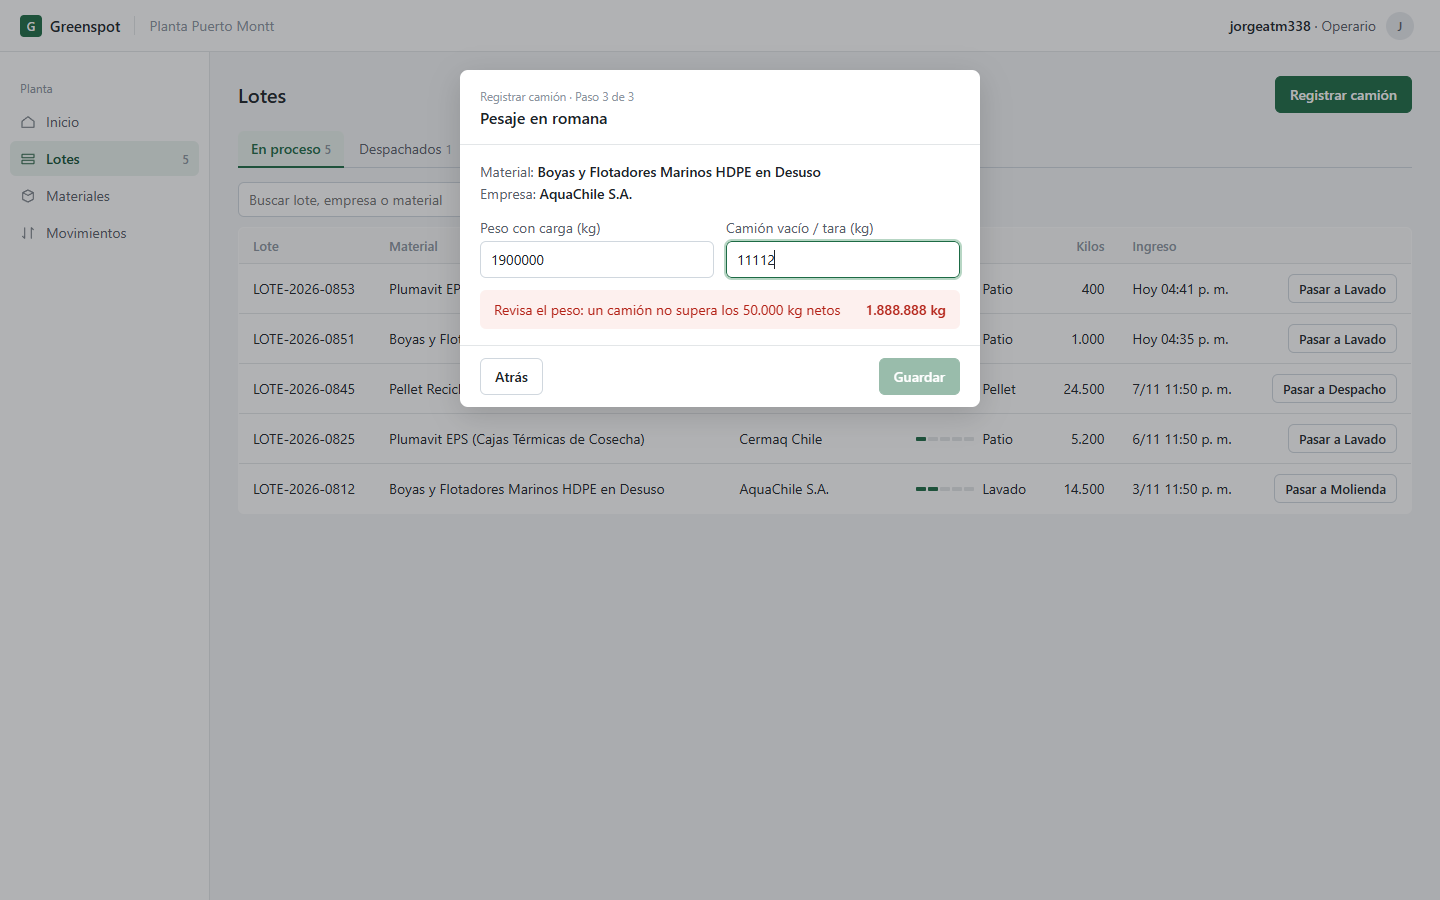 G Greenspot Planta Puerto Montt
jorgeatm338 · Operario J
Planta
Inicio
Lotes 5
Materiales
Movimientos
Lotes
Registrar camión
En proceso 5 Despachados 1
Buscar lote, empresa o material
Registrar camión · Paso 3 de 3
Pesaje en romana
Material: Boyas y Flotadores Marinos HDPE en Desuso
Empresa: AquaChile S.A.
Peso con carga (kg) Camión vacío / tara (kg)
1900000 11112
Revisa el peso: un camión no supera los 50.000 kg netos 1.888.888 kg
Atrás Guardar
Lote Material Kilos Ingreso
LOTE-2026-0853 Plumavit EP Patio 400 Hoy 04:41 p. m. Pasar a Lavado
LOTE-2026-0851 Boyas y Flot Patio 1.000 Hoy 04:35 p. m. Pasar a Lavado
LOTE-2026-0845 Pellet Recicl Pellet 24.500 7/11 11:50 p. m. Pasar a Despacho
LOTE-2026-0825 Plumavit EPS (Cajas Térmicas de Cosecha) Cermaq Chile Patio 5.200 6/11 11:50 p. m. Pasar a Lavado
LOTE-2026-0812 Boyas y Flotadores Marinos HDPE en Desuso AquaChile S.A. Lavado 14.500 3/11 11:50 p. m. Pasar a Molienda